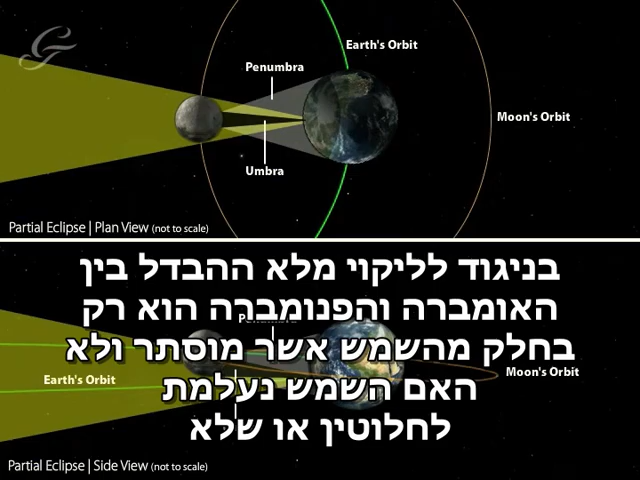 Earth's Orbit
Penumbra
Moon's Orbit
Umbra
Partial Eclipse | Plan View (not to scale)
בניגוד לליקוי מלא ההבדל בין
האומברה והפנומברה הוא רק
בחלק מהשמש אשר מוסתר ולא
האם השמש נעלמת
לחלוטין או שלא
Penumbra
Earth's Orbit
Moon's Orbit
Partial Eclipse | Side View (not to scale)